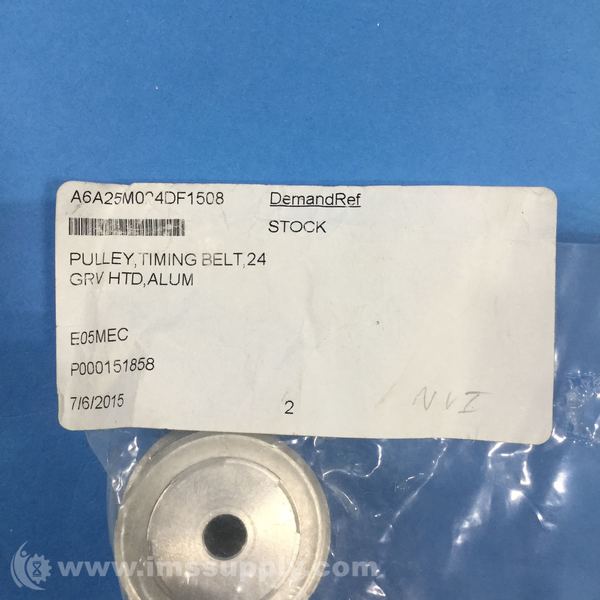 A6A25M024DF1508 DemandRef
STOCK
PULLEY,TIMING BELT,24
GRV HTD,ALUM
E05MEC
P000151858
7/6/2015 2 NVI
www.imssupply.com